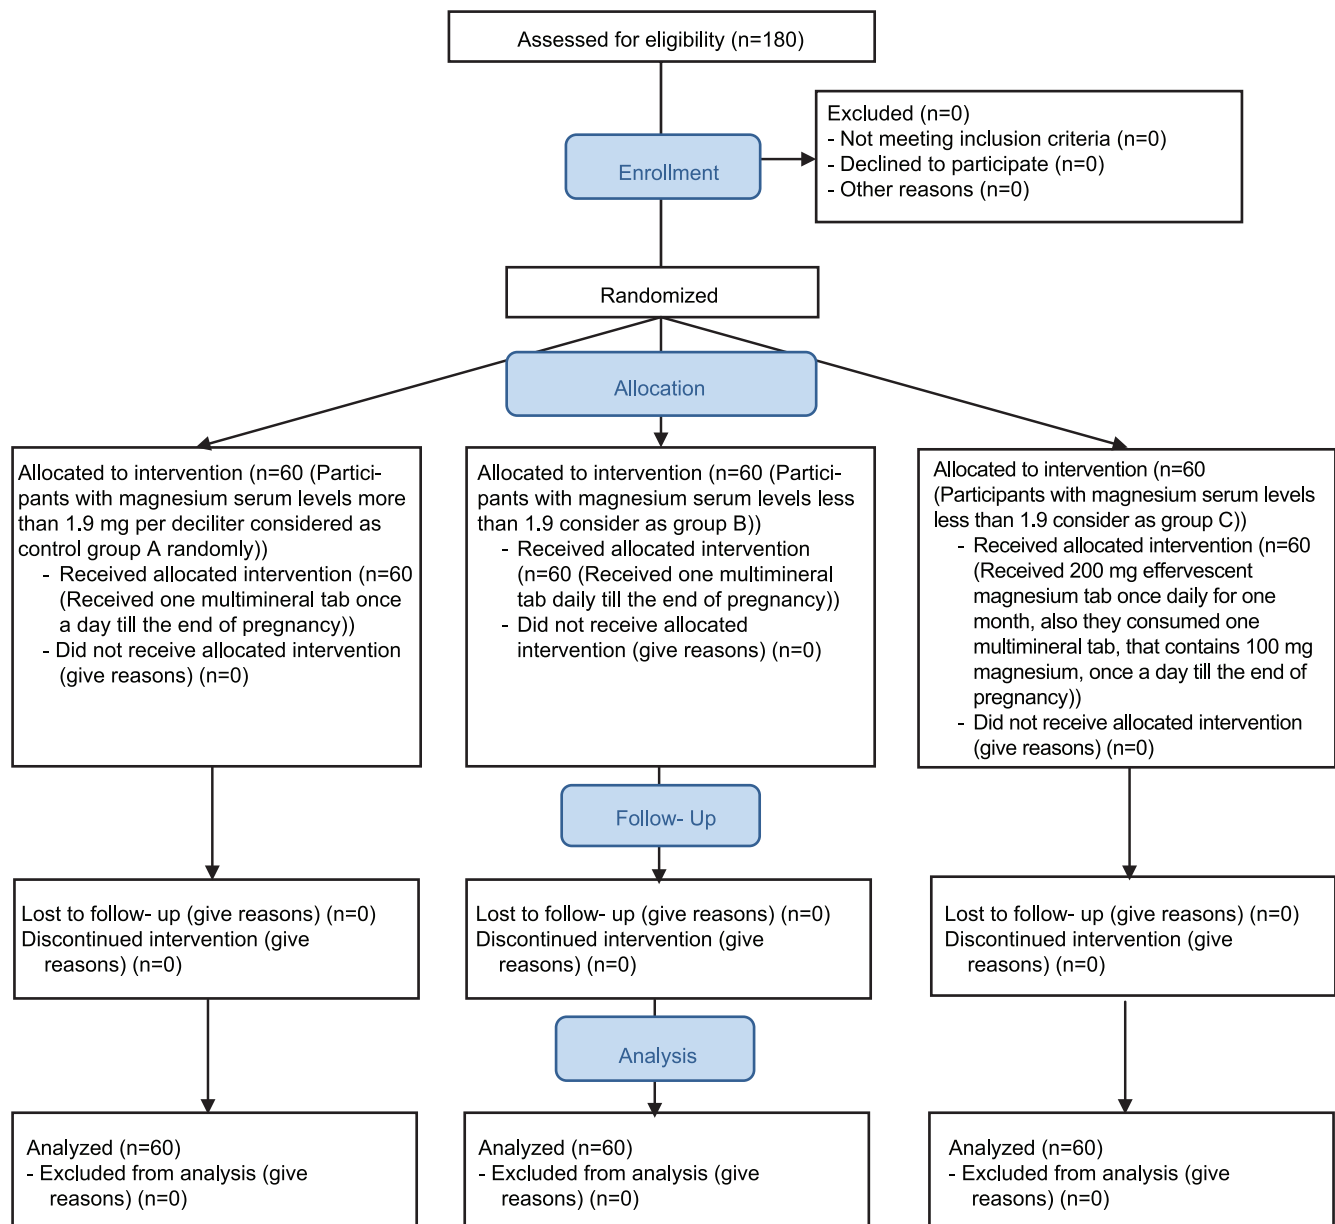 Assessed for eligibility (n=180)
Excluded (n=0)
- Not meeting inclusion criteria (n=0)
- Declined to participate (n=0)
- Other reasons (n=0)
Enrollment
Randomized
Allocation
Allocated to intervention (n=60 (Partici-
pants with magnesium serum levels more
than 1.9 mg per deciliter considered as
control group A randomly))
- Received allocated intervention (n=60
(Received one multimineral tab once
a day till the end of pregnancy))
- Did not receive allocated intervention
(give reasons) (n=0)
Allocated to intervention (n=60 (Partici-
pants with magnesium serum levels less
than 1.9 consider as group B))
- Received allocated intervention
(n=60 (Received one multimineral
tab daily till the end of pregnancy))
- Did not receive allocated
intervention (give reasons) (n=0)
Allocated to intervention (n=60
(Participants with magnesium serum levels
less than 1.9 consider as group C))
- Received allocated intervention (n=60
(Received 200 mg effervescent
magnesium tab once daily for one
month, also they consumed one
multimineral tab, that contains 100 mg
magnesium, once a day till the end of
pregnancy))
- Did not receive allocated intervention
(give reasons) (n=0)
Follow- Up
Lost to follow- up (give reasons) (n=0)
Discontinued intervention (give
reasons) (n=0)
Lost to follow- up (give reasons) (n=0)
Discontinued intervention (give
reasons) (n=0)
Lost to follow- up (give reasons) (n=0)
Discontinued intervention (give
reasons) (n=0)
Analysis
Analyzed (n=60)
- Excluded from analysis (give
reasons) (n=0)
Analyzed (n=60)
- Excluded from analysis (give
reasons) (n=0)
Analyzed (n=60)
- Excluded from analysis (give
reasons) (n=0)